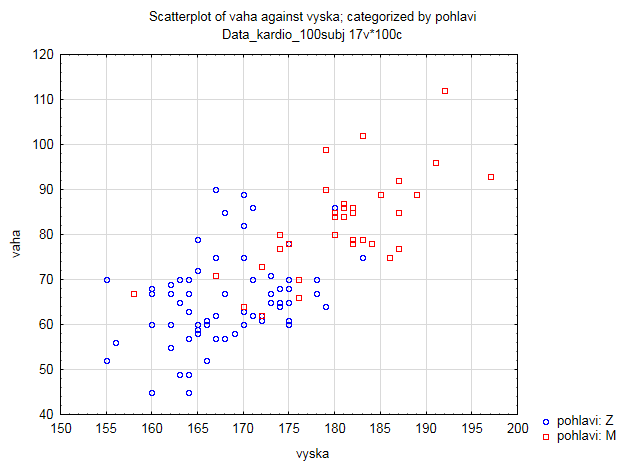 Scatterplot of vaha against vyska; categorized by pohlavi
Data_kardio_100subj 17v*100c
120
110
100
90
80
70
60
50
40
vaha
150 155 160 165 170 175 180 185 190 195 200
vyska
pohlavi: Z
pohlavi: M